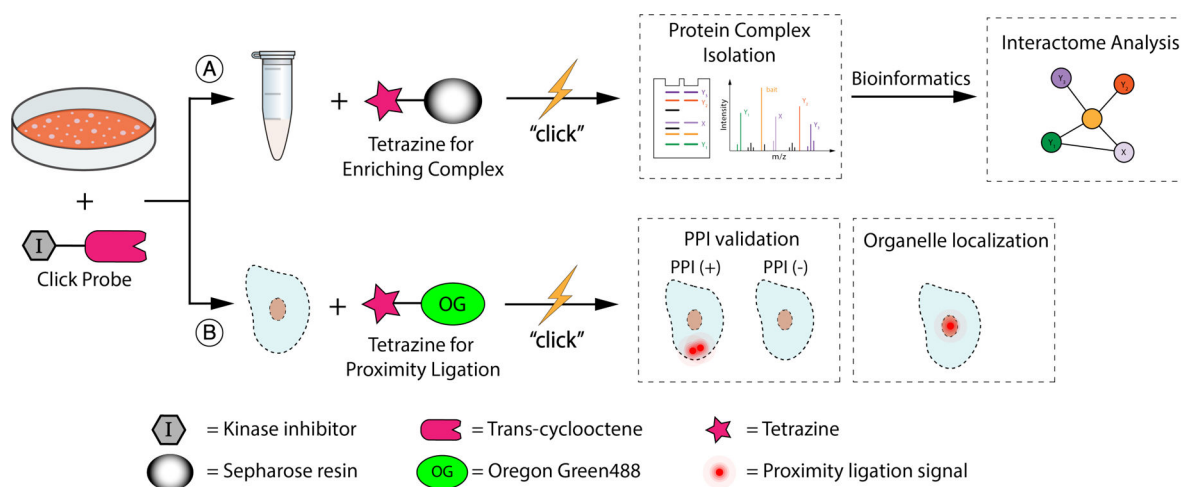 A
+
Tetrazine for
Enriching Complex
"click"
Protein Complex
Isolation
Intensity
m/z
Y₁
bait
X
Bioinformatics
Interactome Analysis
Y₁
X
+
I
Click Probe
B
+
OG
Tetrazine for
Proximity Ligation
"click"
PPI validation
PPI (+) PPI (-)
Organelle localization
I = Kinase inhibitor
= Trans-cyclooctene
= Tetrazine
= Sepharose resin
OG = Oregon Green488
= Proximity ligation signal